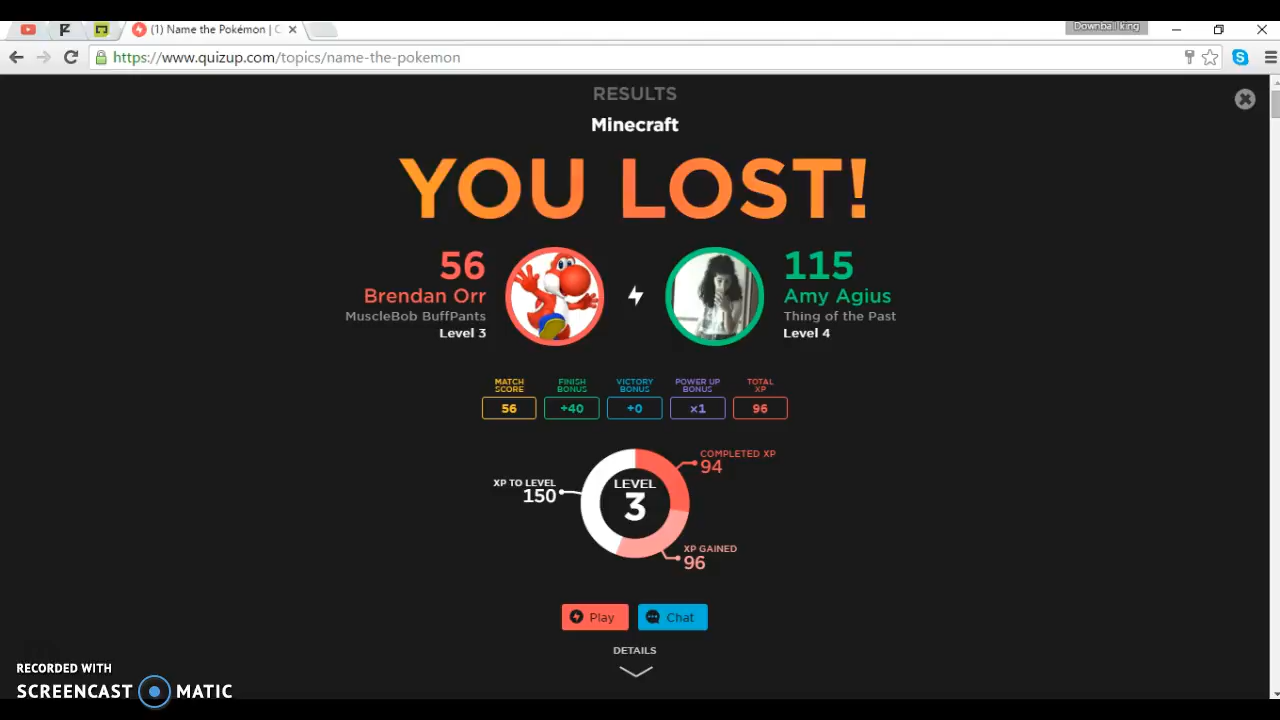 (1) Name the Pokémon | C
Downball king
https://www.quizup.com/topics/name-the-pokemon
RESULTS
Minecraft
YOU LOST!
56
Brendan Orr
MuscleBob BuffPants
Level 3
115
Amy Agius
Thing of the Past
Level 4
MATCH SCORE
FINISH BONUS
VICTORY BONUS
POWER UP BONUS
TOTAL XP
56
+40
+0
x1
96
COMPLETED XP
94
XP TO LEVEL
150
LEVEL
3
XP GAINED
96
Play
Chat
DETAILS
RECORDED WITH
SCREENCAST MATIC